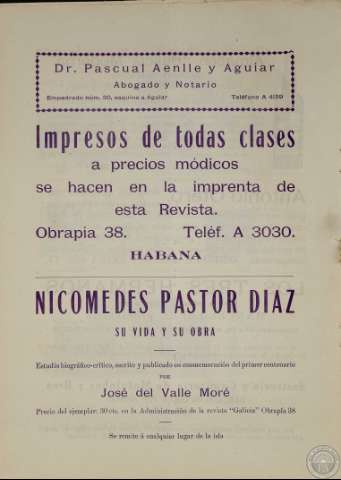 Dr. Pascual Aenlle y Aguiar
Abogado y Notario
Empedrado núm. 30, esquina a Aguiar Teléfono A 4159
Impresos de todas clases
a precios módicos
se hacen en la imprenta de
esta Revista.
Obrapia 38. Teléf. A 3030.
HABANA
NICOMEDES PASTOR DIAZ
SU VIDA Y SU OBRA
Estudio biográfico-crítico, escrito y publicado en conmemoración del primer centenario
POR
José del Valle Moré
Precio del ejemplar: 30 cts. en la Administración de la revista "Galicia" Obrapia 38
Se remite á cualquier lugar de la isla